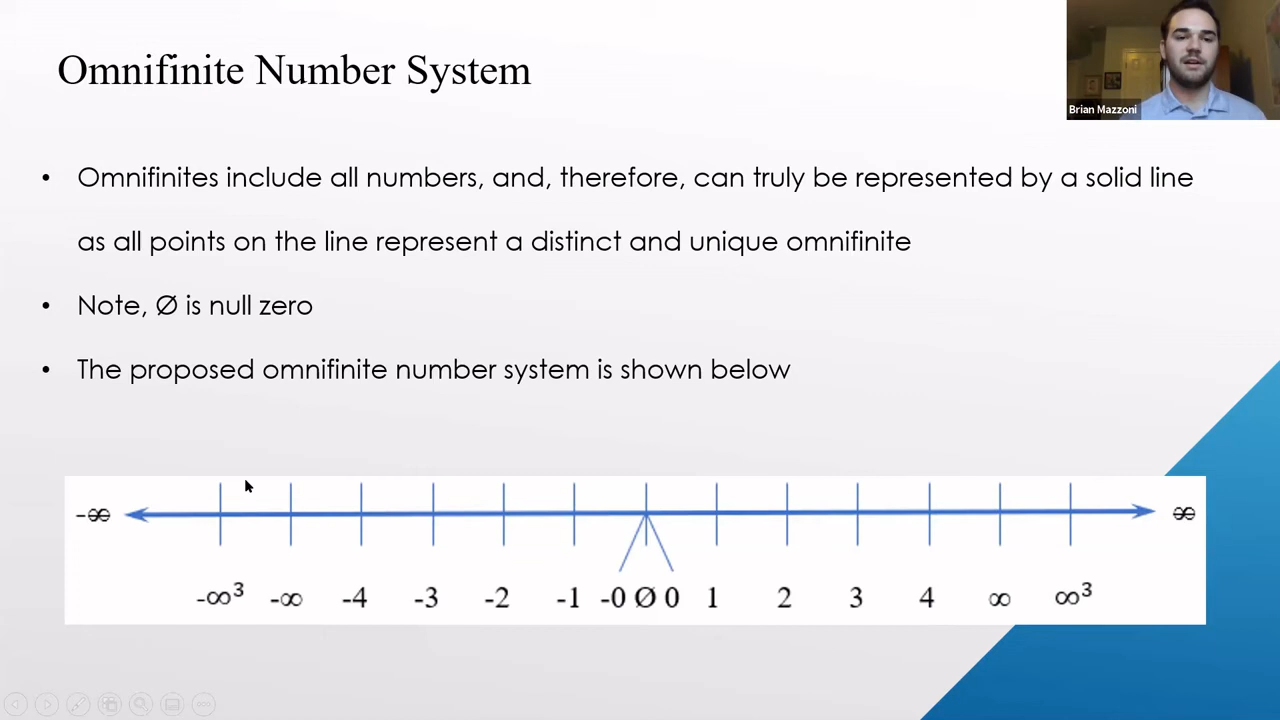 Omnifinite Number System
Brian Mazzoni
• Omnifinites include all numbers, and, therefore, can truly be represented by a solid line
as all points on the line represent a distinct and unique omnifinite
• Note, Ø is null zero
• The proposed omnifinite number system is shown below
-∞̶ ∞̶
-∞³ -∞ -4 -3 -2 -1 -0 Ø 0 1 2 3 4 ∞ ∞³